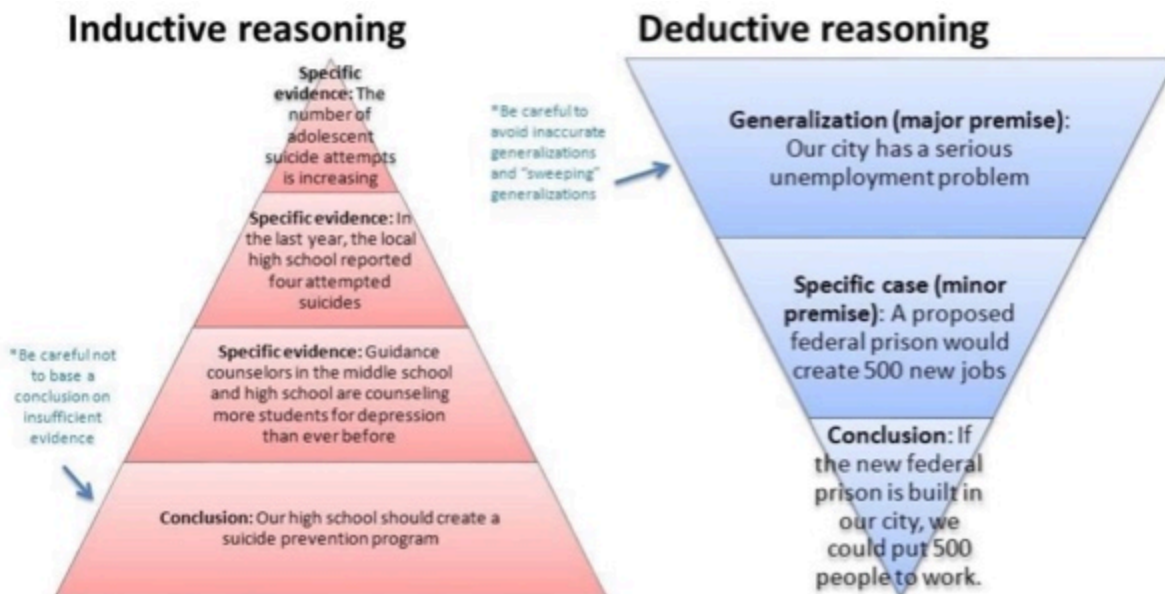 Inductive reasoning
Specific
evidence: The
number of
adolescent
suicide attempts
is increasing
Specific evidence: In
the last year, the local
high school reported
four attempted
suicides
Specific evidence: Guidance
counselors in the middle school
and high school are counseling
more students for depression
than ever before
Conclusion: Our high school should create a
suicide prevention program
*Be careful not
to base a
conclusion on
insufficient
evidence
Deductive reasoning
*Be careful to
avoid inaccurate
generalizations
and "sweeping"
generalizations
Generalization (major premise):
Our city has a serious
unemployment problem
Specific case (minor
premise): A proposed
federal prison would
create 500 new jobs
Conclusion: If
the new federal
prison is built in
our city, we
could put 500
people to work.